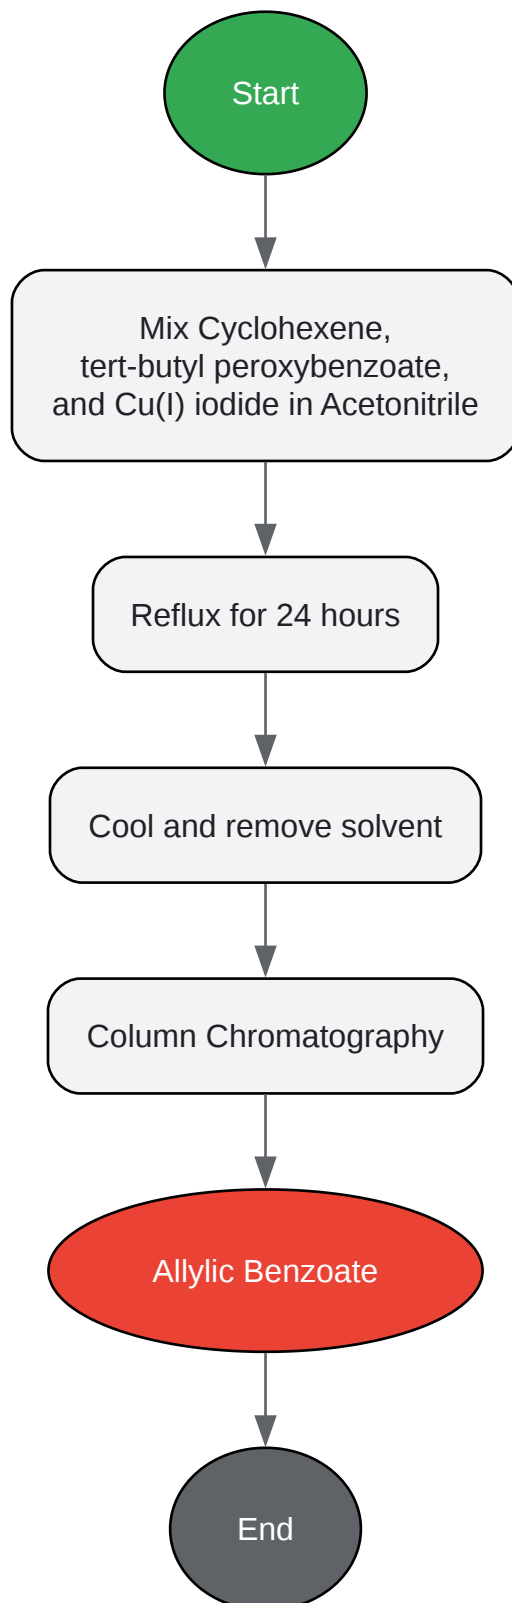 Start
Mix Cyclohexene,
tert-butyl peroxybenzoate,
and Cu(I) iodide in Acetonitrile
Reflux for 24 hours
Cool and remove solvent
Column Chromatography
Allylic Benzoate
End